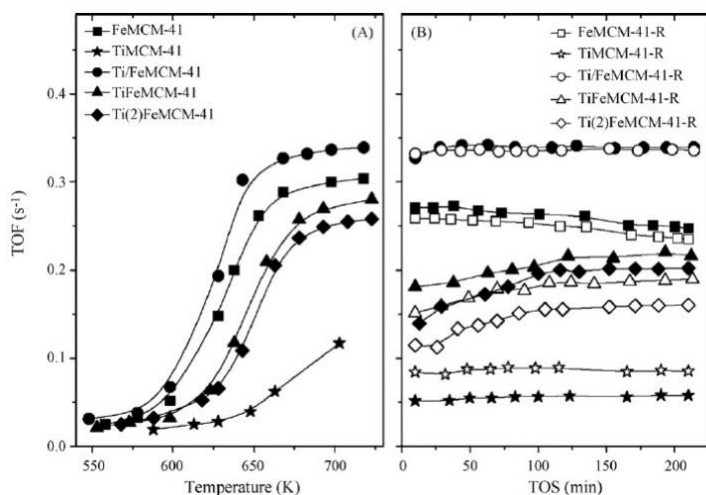 FeMCM-41
TiMCM-41
Ti/FeMCM-41
TiFeMCM-41
Ti(2)FeMCM-41
(A)
(B)
FeMCM-41-R
TiMCM-41-R
Ti/FeMCM-41-R
TiFeMCM-41-R
Ti(2)FeMCM-41-R
TOF (s⁻¹)
0.4
0.3
0.2
0.1
0.0
550 600 650 700
0 50 100 150 200
Temperature (K)
TOS (min)